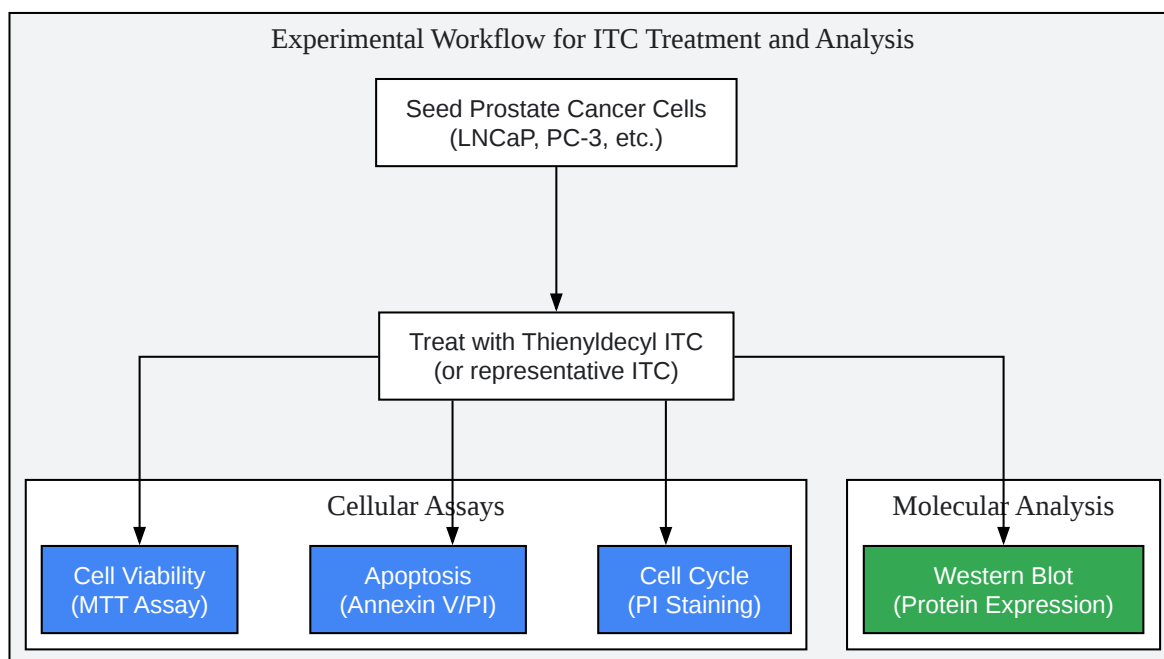 Experimental Workflow for ITC Treatment and Analysis
Seed Prostate Cancer Cells
(LNCaP, PC-3, etc.)
Treat with Thienyldecyl ITC
(or representative ITC)
Cellular Assays
Cell Viability
(MTT Assay)
Apoptosis
(Annexin V/PI)
Cell Cycle
(PI Staining)
Molecular Analysis
Western Blot
(Protein Expression)